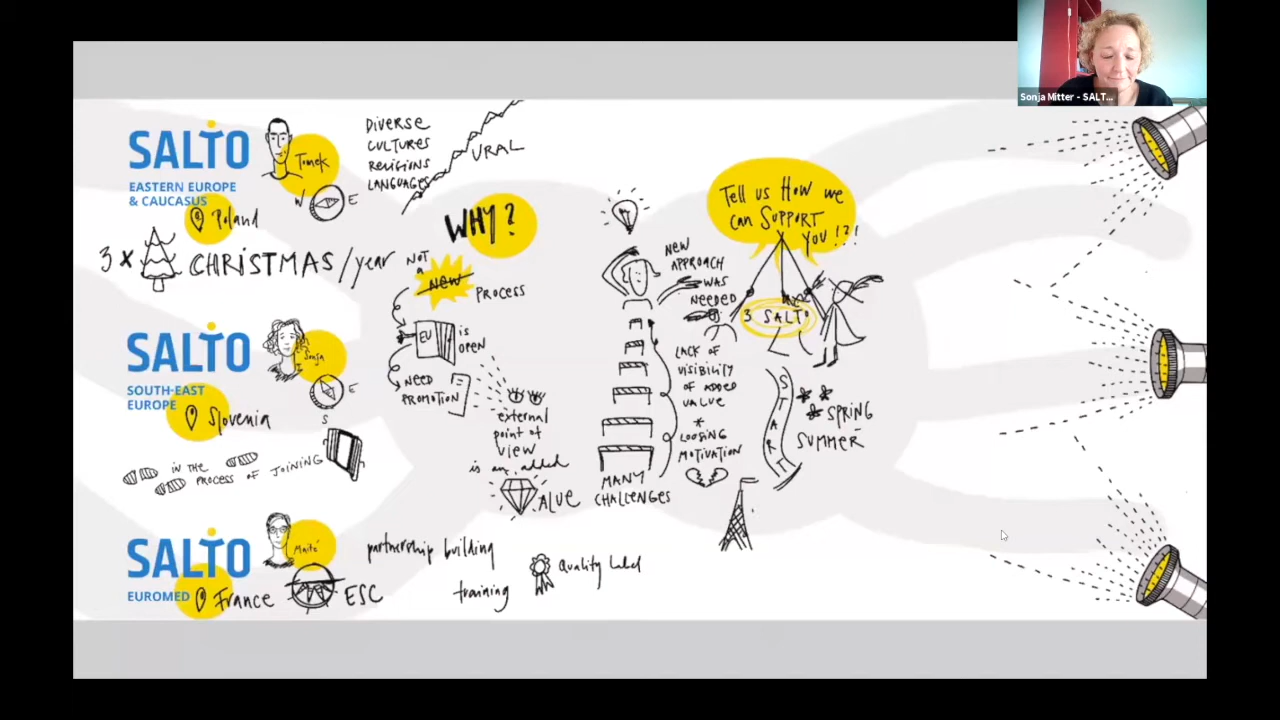 Sonja Mitter - SALT...
SALTO
EASTERN EUROPE
& CAUCASUS
Tomek
W
E
Poland
DIVERSE
CULTURES
RELIGIONS
LANGUAGES
URAL
3 x CHRISTMAS/year
WHY?
NOT
a
NEW
PROCESS
EU
is
OPEN
NEED
PROMOTION
external
point of
VIEW
is an added
VALUE
SALTO
SOUTH-EAST
EUROPE
Sonja
E
S
Slovenia
IN THE
PROCESS OF JOINING
SALTO
EUROMED
Maité
France
ESC
partnership building
training
Quality Label
MANY
CHALLENGES
NEW
APPROACH
WAS
NEEDED
LACK OF
VISIBILITY
OF ADDED
VALUE
*
LOOSING
MOTIVATION
Tell us How we
can SUPPORT
YOU!?!
3 SALTO
START
SPRING
SUMMER